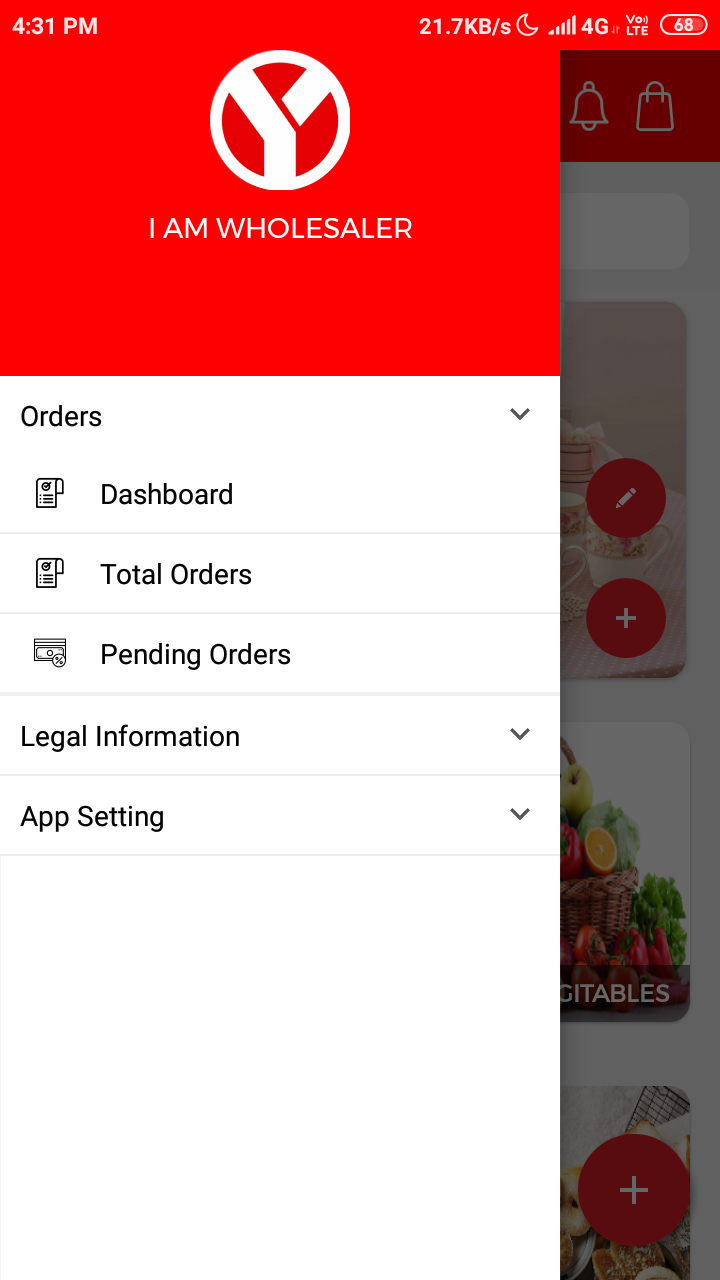 4:31 PM
21.7KB/s 4G Vo LTE 68
I AM WHOLESALER
Orders
Dashboard
Total Orders
Pending Orders
Legal Information
App Setting
GITABLES